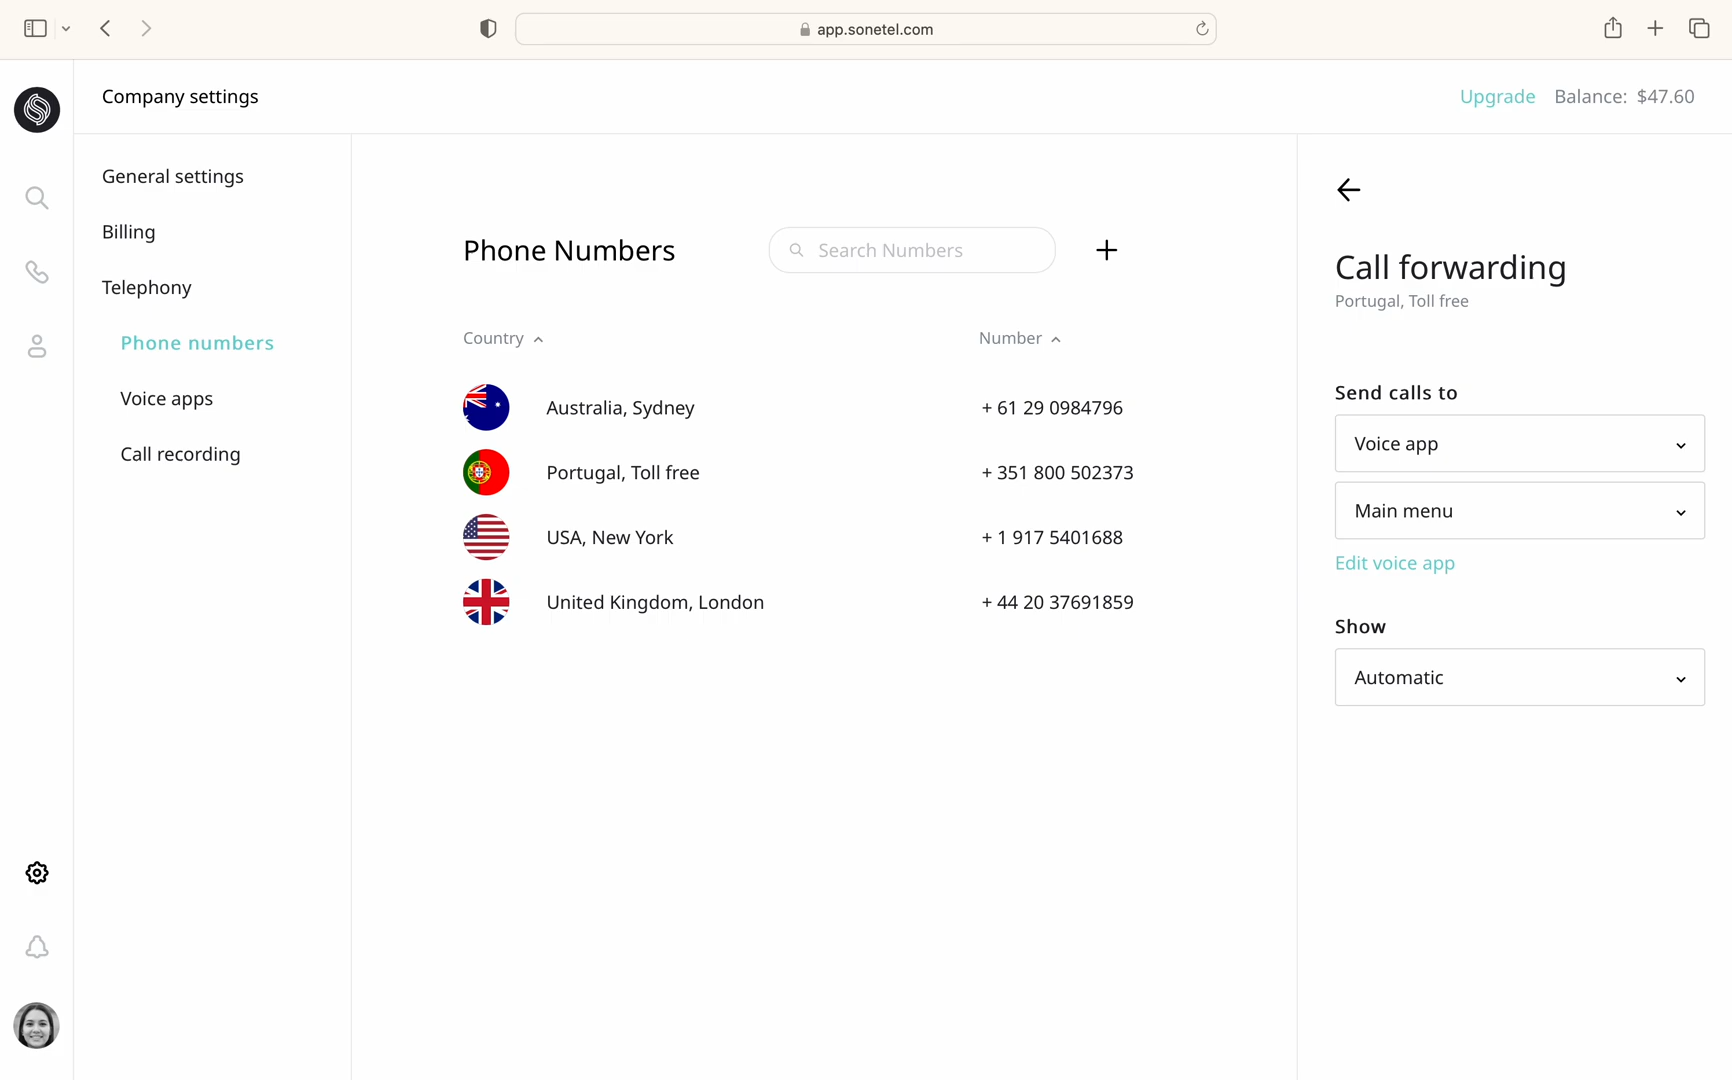 app.sonetel.com
Company settings
Upgrade Balance: $47.60
General settings
Billing
Telephony
Phone numbers
Voice apps
Call recording
Phone Numbers
Search Numbers
Country Number
Australia, Sydney + 61 29 0984796
Portugal, Toll free + 351 800 502373
USA, New York + 1 917 5401688
United Kingdom, London + 44 20 37691859
Call forwarding
Portugal, Toll free
Send calls to
Voice app
Main menu
Edit voice app
Show
Automatic